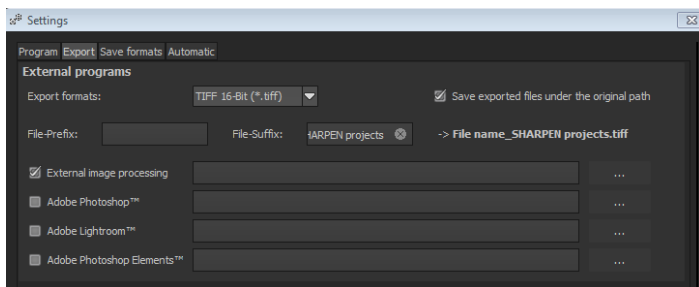 Settings
Program Export Save formats Automatic
External programs
Export formats: TIFF 16-Bit (*.tiff) Save exported files under the original path
File-Prefix: File-Suffix: HARPEN projects -> File name_SHARPEN projects.tiff
External image processing ...
Adobe Photoshop™ ...
Adobe Lightroom™ ...
Adobe Photoshop Elements™ ...